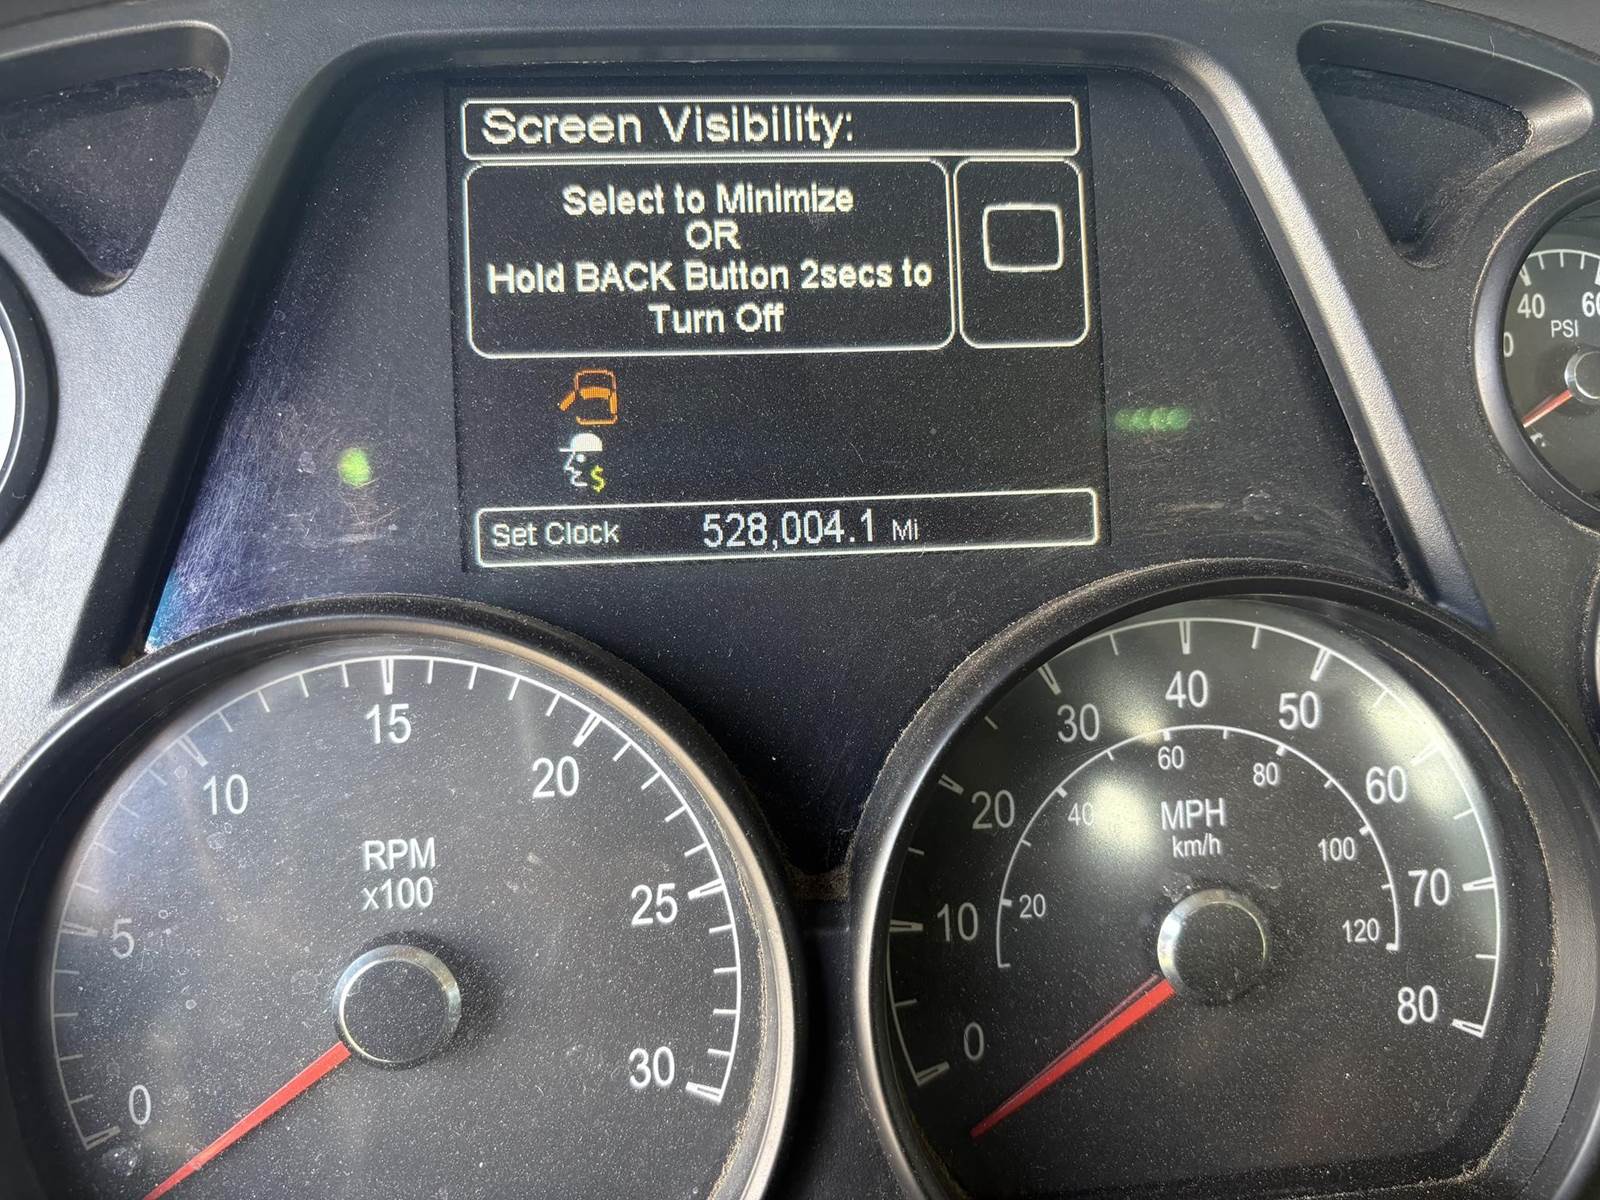 Screen Visibility:
Select to Minimize
OR
Hold BACK Button 2secs to
Turn Off
$
Set Clock 528,004.1 Mi
40
PSI
0
5
10
15
20
25
30
RPM
x100
0
10
20
30
40
50
60
70
80
20
40
60
80
100
120
MPH
km/h